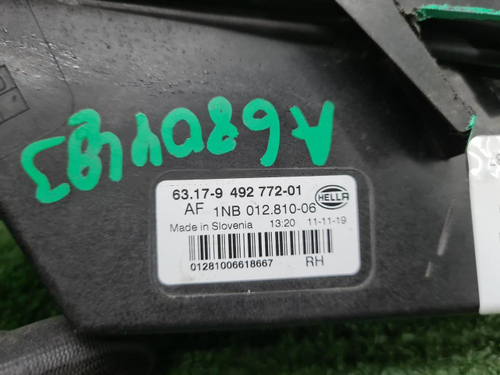 63.17-9 492 772-01
AF 1NB 012.810-06
HELLA
Made in Slovenia 13:20 11-11-19
01281006618667 RH